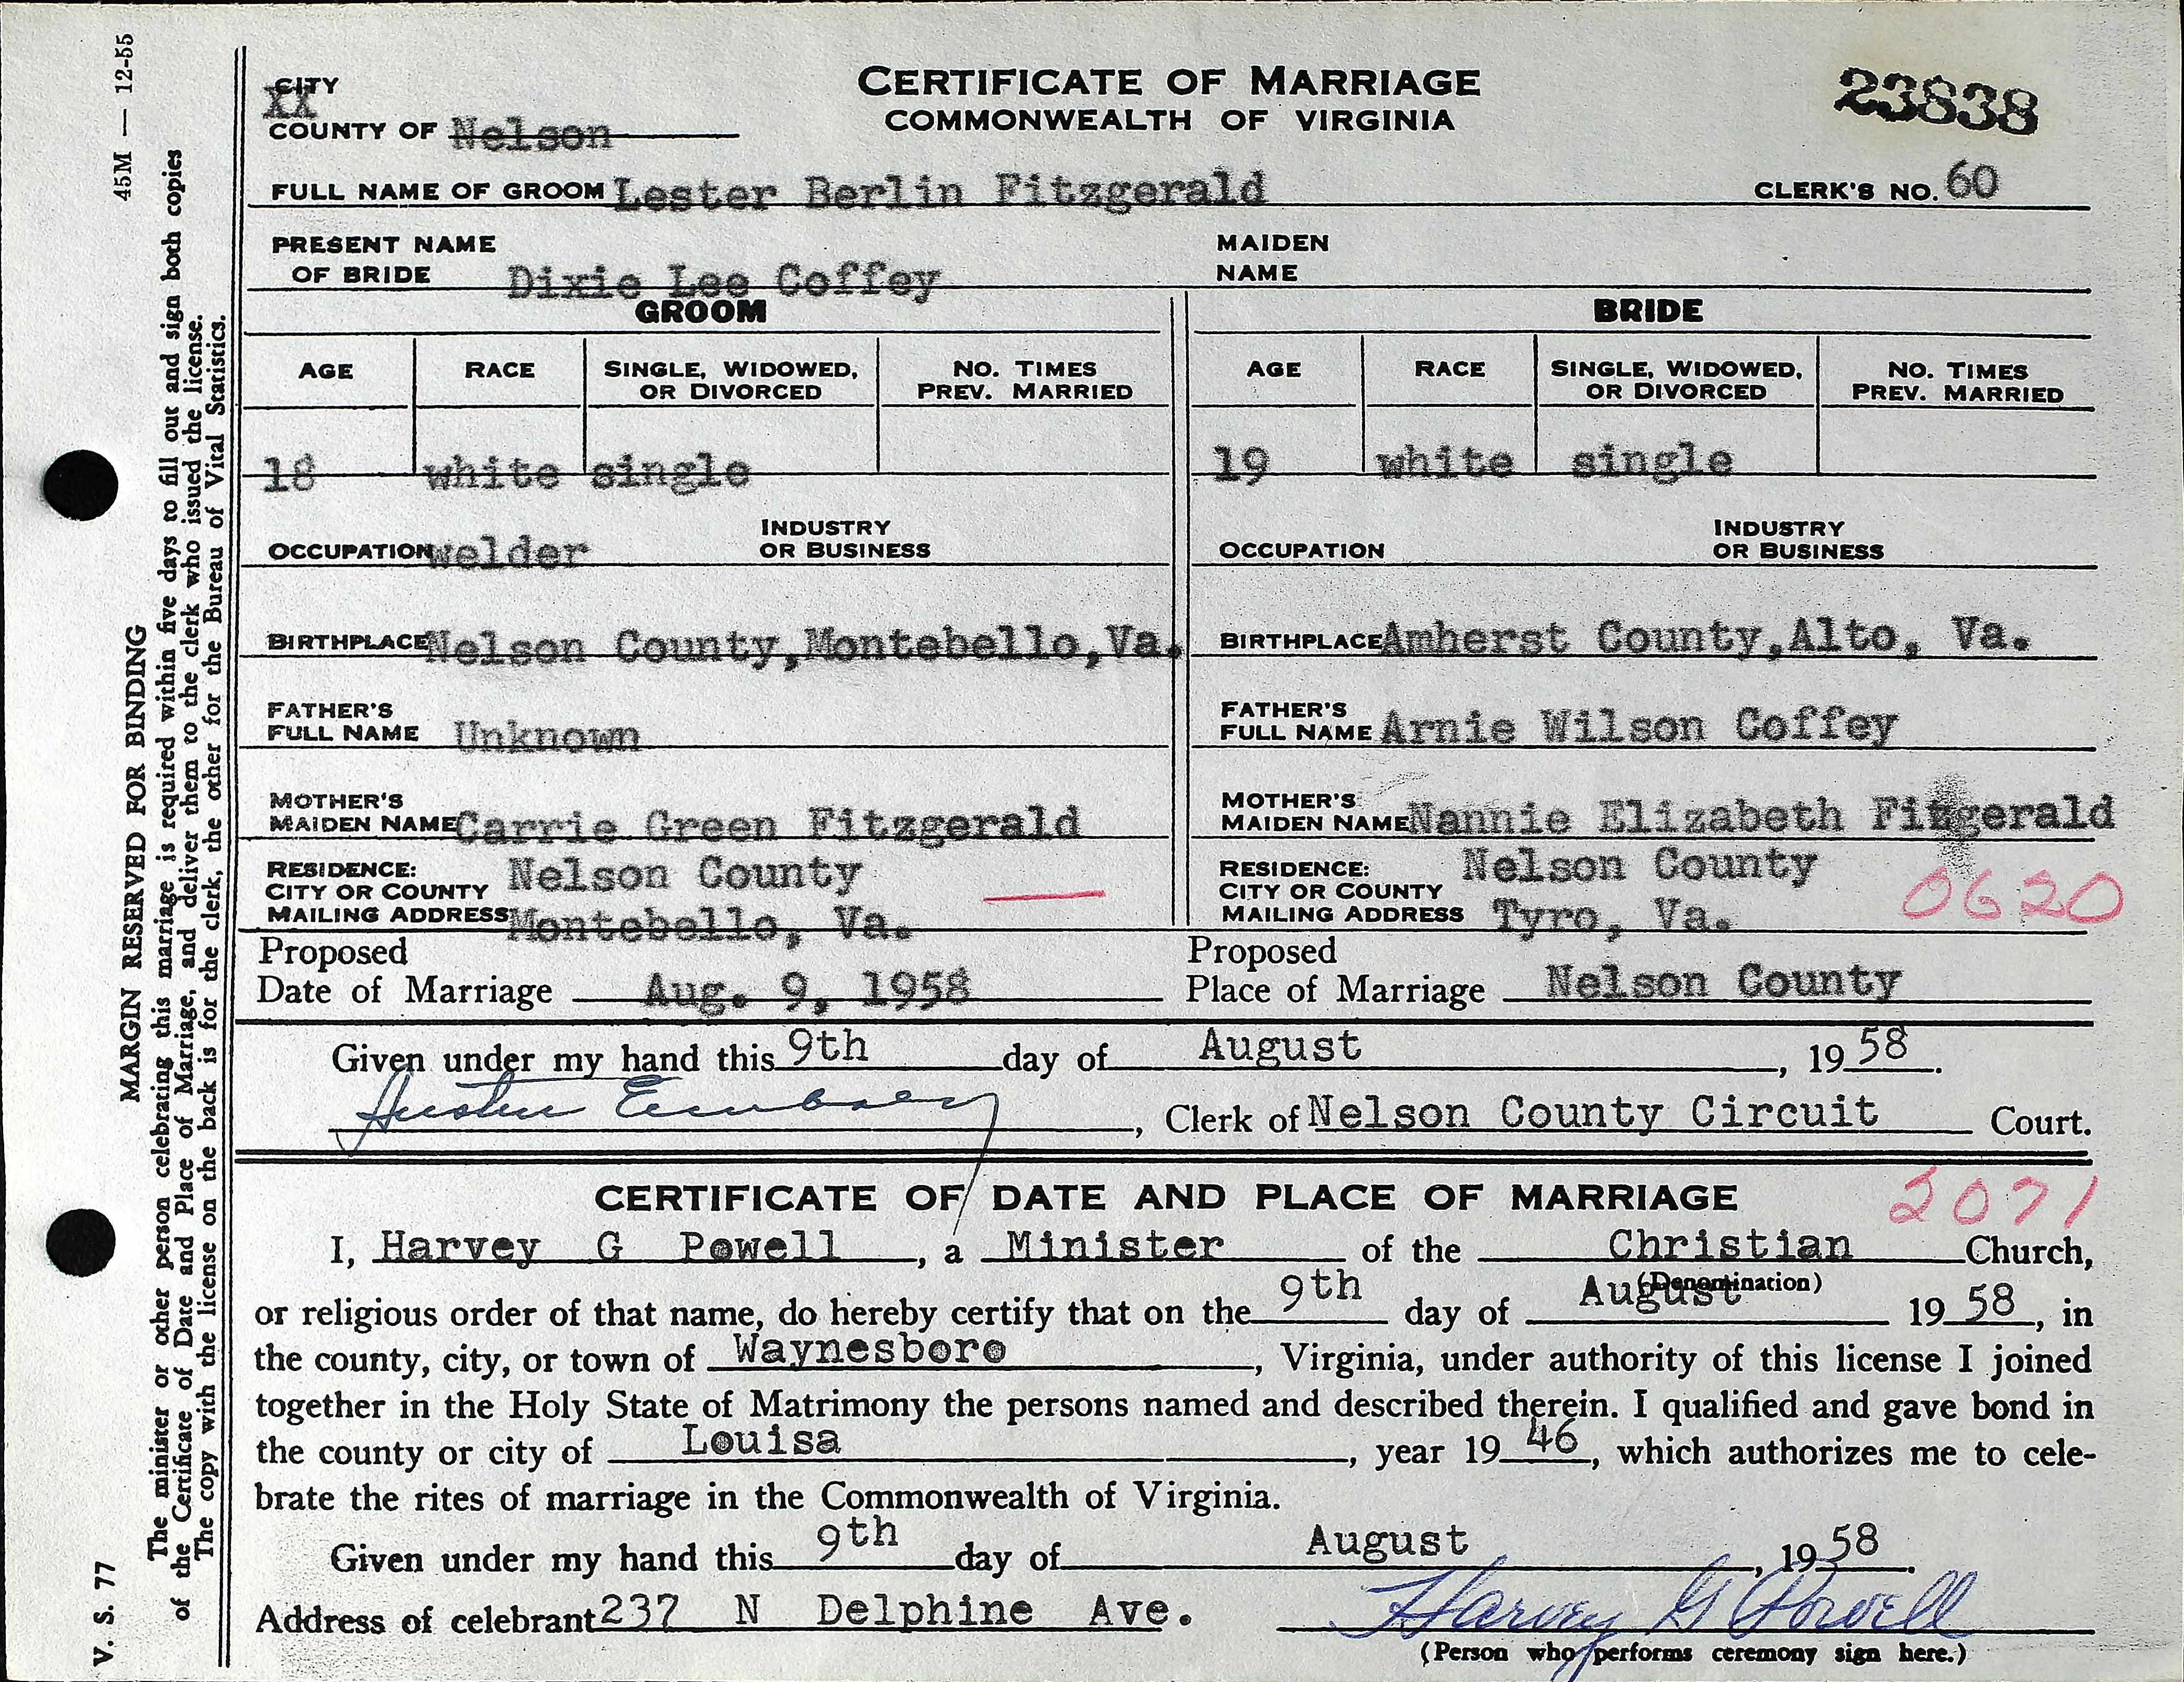 45M — 12-55
MARGIN RESERVED FOR BINDING
The minister or other person celebrating this marriage is required within five days to fill out and sign both copies
of the Certificate of Date and Place of Marriage, and deliver them to the clerk who issued the license.
The copy with the license on the back is for the clerk, the other for the Bureau of Vital Statistics.
V. S. 77
CITY
XX
COUNTY OF Nelson
CERTIFICATE OF MARRIAGE
COMMONWEALTH OF VIRGINIA
23838
FULL NAME OF GROOM Lester Berlin Fitzgerald CLERK'S NO. 60
PRESENT NAME OF BRIDE Dixie Lee Coffey MAIDEN NAME
GROOM BRIDE
AGE RACE SINGLE, WIDOWED, OR DIVORCED NO. TIMES PREV. MARRIED AGE RACE SINGLE, WIDOWED, OR DIVORCED NO. TIMES PREV. MARRIED
18 white single 19 white single
OCCUPATION welder INDUSTRY OR BUSINESS OCCUPATION INDUSTRY OR BUSINESS
BIRTHPLACE Nelson County,Montebello,Va. BIRTHPLACE Amherst County,Alto, Va.
FATHER'S FULL NAME Unknown FATHER'S FULL NAME Arnie Wilson Coffey
MOTHER'S MAIDEN NAME Carrie Green Fitzgerald MOTHER'S MAIDEN NAME Nannie Elizabeth Fitzgerald
RESIDENCE: CITY OR COUNTY Nelson County RESIDENCE: CITY OR COUNTY Nelson County
MAILING ADDRESS Montebello, Va. MAILING ADDRESS Tyro, Va. 0620
Proposed Date of Marriage Aug. 9, 1958 Proposed Place of Marriage Nelson County
Given under my hand this 9th day of August, 1958.
Austin Embrey, Clerk of Nelson County Circuit Court.
CERTIFICATE OF DATE AND PLACE OF MARRIAGE 2071
I, Harvey G Powell, a Minister of the Christian Church,
(Denomination)
or religious order of that name, do hereby certify that on the 9th day of August 1958, in
the county, city, or town of Waynesboro, Virginia, under authority of this license I joined
together in the Holy State of Matrimony the persons named and described therein. I qualified and gave bond in
the county or city of Louisa, year 1946, which authorizes me to cele-
brate the rites of marriage in the Commonwealth of Virginia.
Given under my hand this 9th day of August, 1958.
Address of celebrant 237 N Delphine Ave. Harvey G Powell
(Person who performs ceremony sign here.)